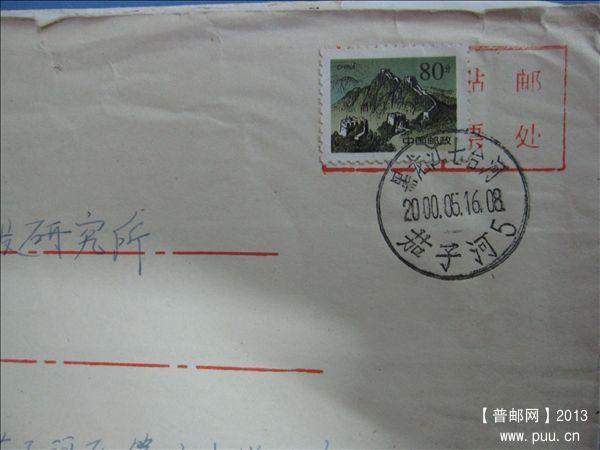 CHINA 80分
中国邮政
贴 邮
票 处
黑龙江七台河
2000.05.16.08
茄子河5
研究所
【普邮网】2013
www.puu.cn